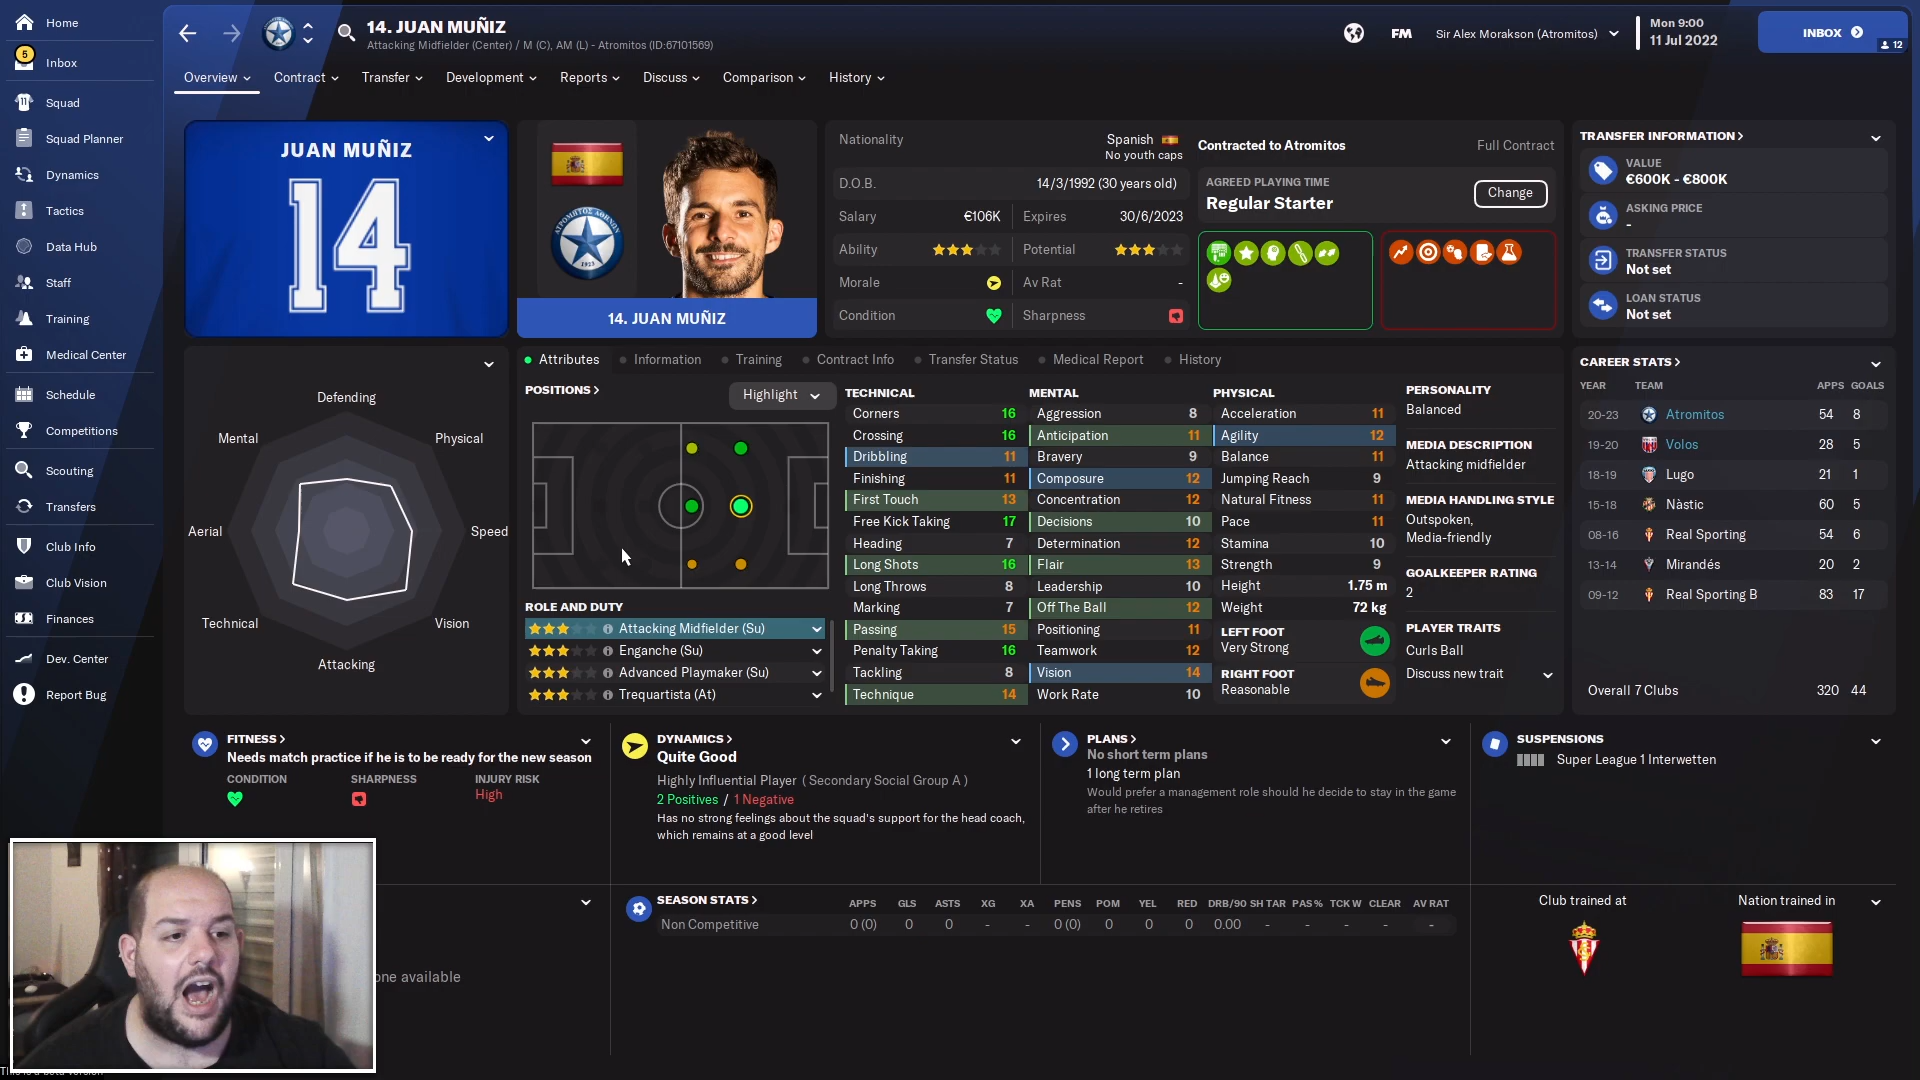 Home
5
Inbox
Squad
Squad Planner
Dynamics
Tactics
Data Hub
Staff
Training
Medical Center
Schedule
Competitions
Scouting
Transfers
Club Info
Club Vision
Finances
Dev. Center
Report Bug
14. JUAN MUÑIZ
Attacking Midfielder (Center) / M (C), AM (L) - Atromitos (ID:67101569)
FM
Sir Alex Morakson (Atromitos)
Mon 9:00
11 Jul 2022
INBOX
12
Overview
Contract
Transfer
Development
Reports
Discuss
Comparison
History
JUAN MUÑIZ
14
14. JUAN MUÑIZ
Nationality Spanish
No youth caps
D.O.B. 14/3/1992 (30 years old)
Salary €106K Expires 30/6/2023
Ability Potential
Morale Av Rat -
Condition Sharpness
Contracted to Atromitos Full Contract
AGREED PLAYING TIME
Regular Starter
Change
TRANSFER INFORMATION
VALUE
€600K - €800K
ASKING PRICE
-
TRANSFER STATUS
Not set
LOAN STATUS
Not set
Defending
Mental Physical
Aerial Speed
Technical Vision
Attacking
Attributes Information Training Contract Info Transfer Status Medical Report History
POSITIONS
Highlight
ROLE AND DUTY
Attacking Midfielder (Su)
Enganche (Su)
Advanced Playmaker (Su)
Trequartista (At)
TECHNICAL
Corners 16
Crossing 16
Dribbling 11
Finishing 11
First Touch 13
Free Kick Taking 17
Heading 7
Long Shots 16
Long Throws 8
Marking 7
Passing 15
Penalty Taking 16
Tackling 8
Technique 14
MENTAL
Aggression 8
Anticipation 11
Bravery 9
Composure 12
Concentration 12
Decisions 10
Determination 12
Flair 13
Leadership 10
Off The Ball 12
Positioning 11
Teamwork 12
Vision 14
Work Rate 10
PHYSICAL
Acceleration 11
Agility 12
Balance 11
Jumping Reach 9
Natural Fitness 11
Pace 11
Stamina 10
Strength 9
Height 1.75 m
Weight 72 kg
LEFT FOOT
Very Strong
RIGHT FOOT
Reasonable
PERSONALITY
Balanced
MEDIA DESCRIPTION
Attacking midfielder
MEDIA HANDLING STYLE
Outspoken,
Media-friendly
GOALKEEPER RATING
2
PLAYER TRAITS
Curls Ball
Discuss new trait
CAREER STATS
YEAR TEAM APPS GOALS
20-23 Atromitos 54 8
19-20 Volos 28 5
18-19 Lugo 21 1
15-18 Nàstic 60 5
08-16 Real Sporting 54 6
13-14 Mirandés 20 2
09-12 Real Sporting B 83 17
Overall 7 Clubs 320 44
FITNESS
Needs match practice if he is to be ready for the new season
CONDITION SHARPNESS INJURY RISK
High
DYNAMICS
Quite Good
Highly Influential Player ( Secondary Social Group A )
2 Positives / 1 Negative
Has no strong feelings about the squad's support for the head coach,
which remains at a good level
PLANS
No short term plans
1 long term plan
Would prefer a management role should he decide to stay in the game
after he retires
SUSPENSIONS
Super League 1 Interwetten
one available
SEASON STATS APPS GLS ASTS XG XA PENS POM YEL RED DRB/90 SH TAR PAS % TCK W CLEAR AV RAT
Non Competitive 0 (0) 0 0 - - 0 (0) 0 0 0 0.00 - - - - -
Club trained at
Nation trained in